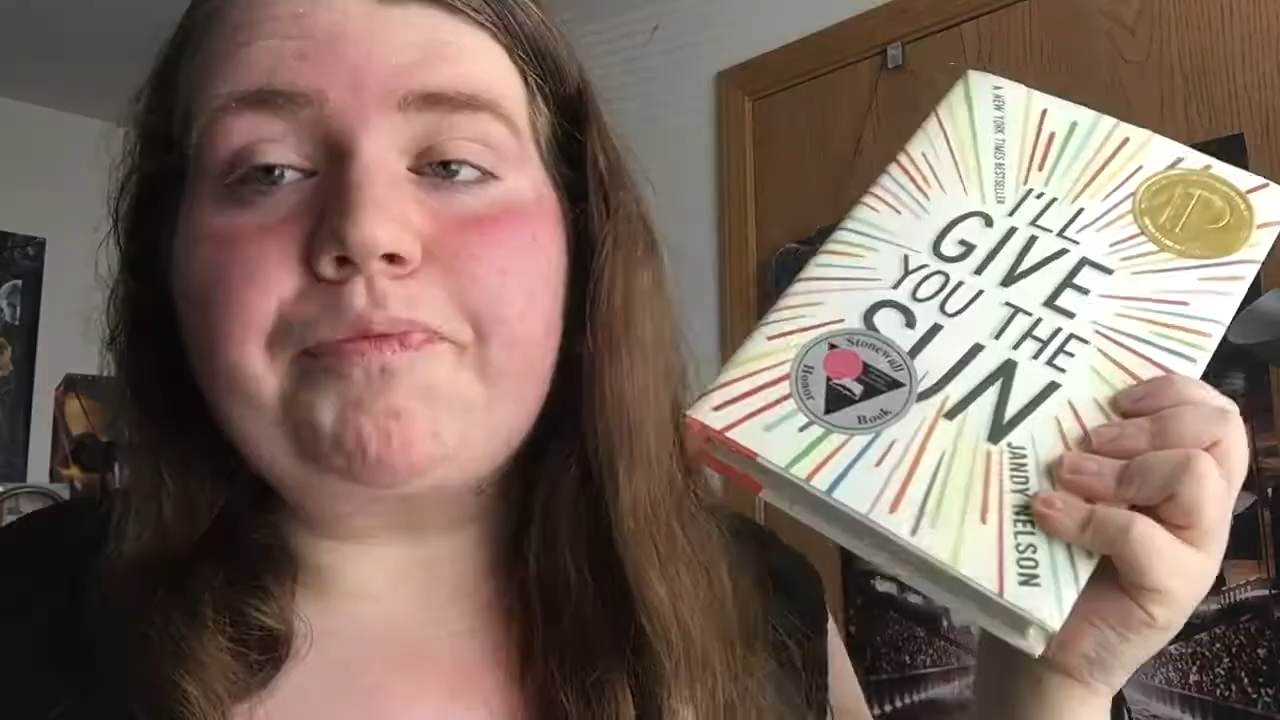 A NEW YORK TIMES BESTSELLER
I'LL
GIVE
YOU THE
SUN
Stonewall
Honor
Book
JANDY NELSON